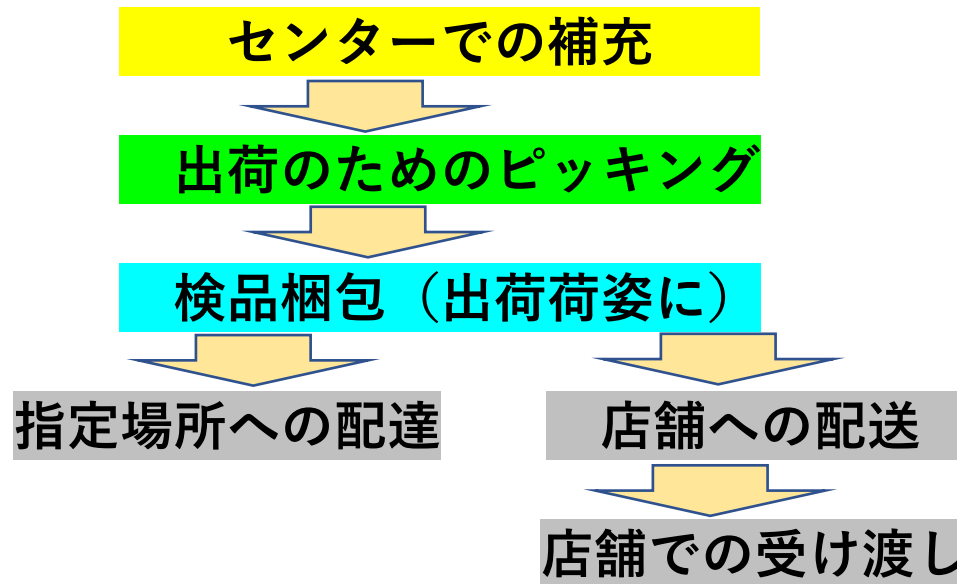 センターでの補充
出荷のためのピッキング
検品梱包（出荷荷姿に）
指定場所への配達
店舗への配送
店舗での受け渡し